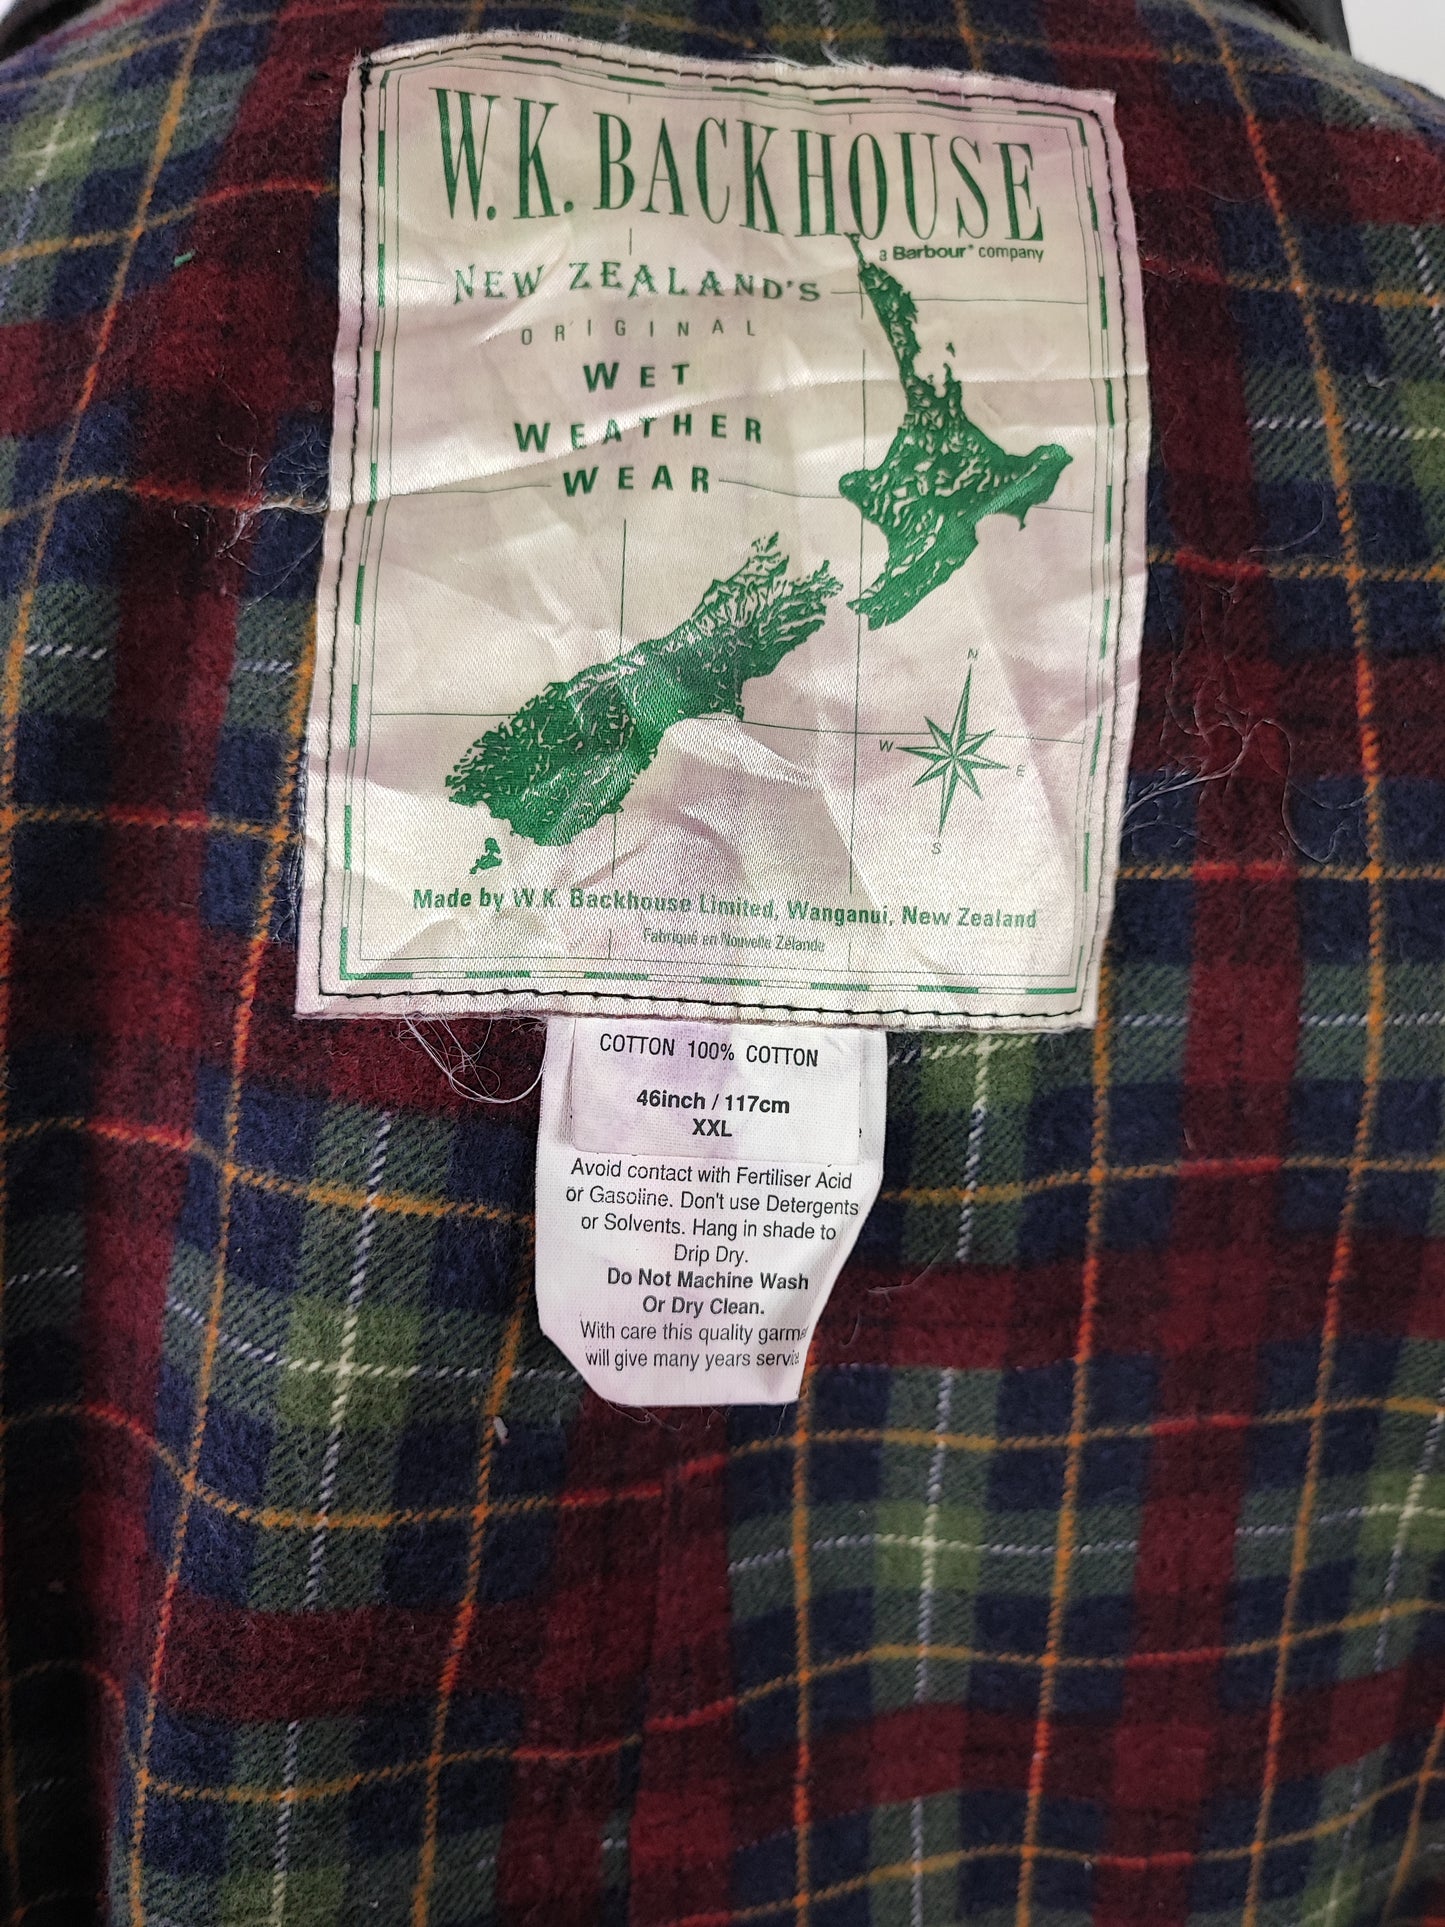 W.K. BACKHOUSE
a Barbour® company
NEW ZEALAND'S
ORIGINAL
WET
WEATHER
WEAR
N
W
E
S
Made by W.K. Backhouse Limited, Wanganui, New Zealand
Fabriqué en Nouvelle Zélande
COTTON 100% COTTON
46inch / 117cm
XXL
Avoid contact with Fertiliser Acid
or Gasoline. Don't use Detergents
or Solvents. Hang in shade to
Drip Dry.
Do Not Machine Wash
Or Dry Clean.
With care this quality garme
will give many years servic